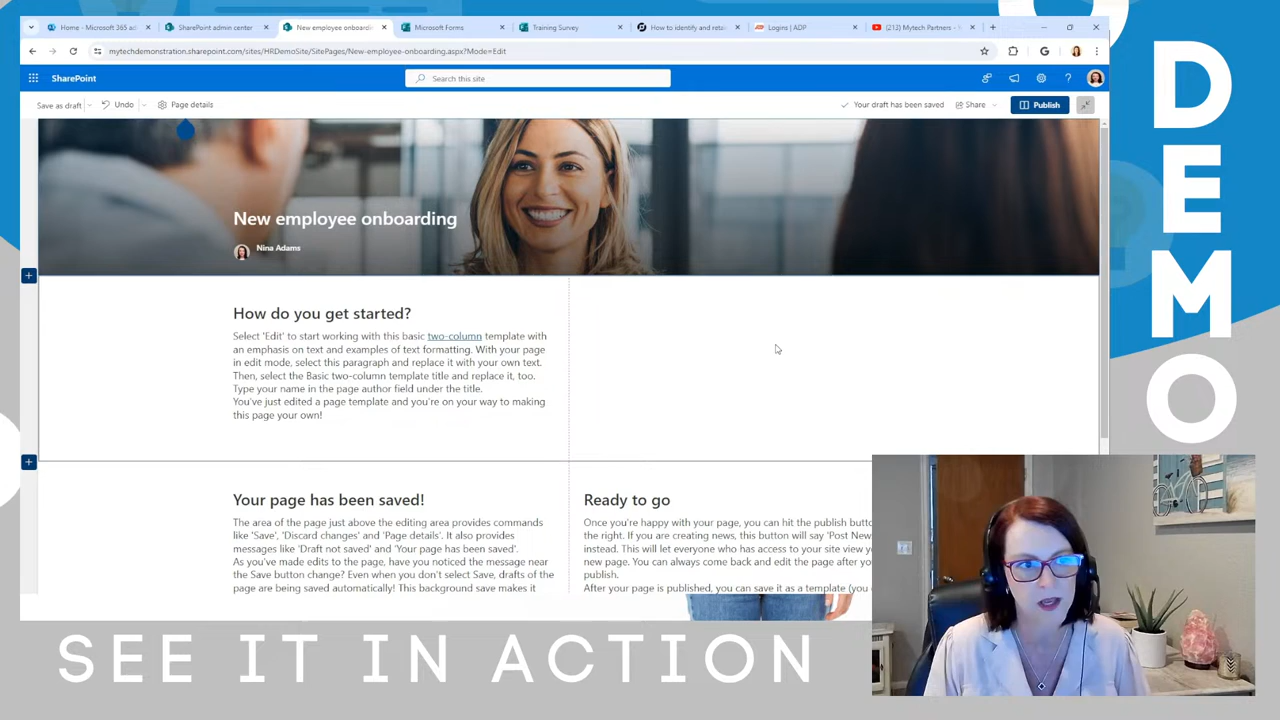 Home - Microsoft 365 ad
SharePoint admin center
New employee onboardin
Microsoft Forms
Training Survey
How to identify and retai
Logins | ADP
(213) Mytech Partners -
mytechdemonstration.sharepoint.com/sites/HRDemoSite/SitePages/New-employee-onboarding.aspx?Mode=Edit
SharePoint
Search this site
Save as draft
Undo
Page details
Your draft has been saved
Share
Publish
New employee onboarding
Nina Adams
How do you get started?
Select 'Edit' to start working with this basic two-column template with
an emphasis on text and examples of text formatting. With your page
in edit mode, select this paragraph and replace it with your own text.
Then, select the Basic two-column template title and replace it, too.
Type your name in the page author field under the title.
You've just edited a page template and you're on your way to making
this page your own!
Your page has been saved!
The area of the page just above the editing area provides commands
like 'Save', 'Discard changes' and 'Page details'. It also provides
messages like 'Draft not saved' and 'Your page has been saved'.
As you've made edits to the page, have you noticed the message near
the Save button change? Even when you don't select Save, drafts of the
page are being saved automatically! This background save makes it
Ready to go
Once you're happy with your page, you can hit the publish butto
the right. If you are creating news, this button will say 'Post New
instead. This will let everyone who has access to your site view y
new page. You can always come back and edit the page after yo
publish.
After your page is published, you can save it as a template (you c
DEMO
SEE IT IN ACTION